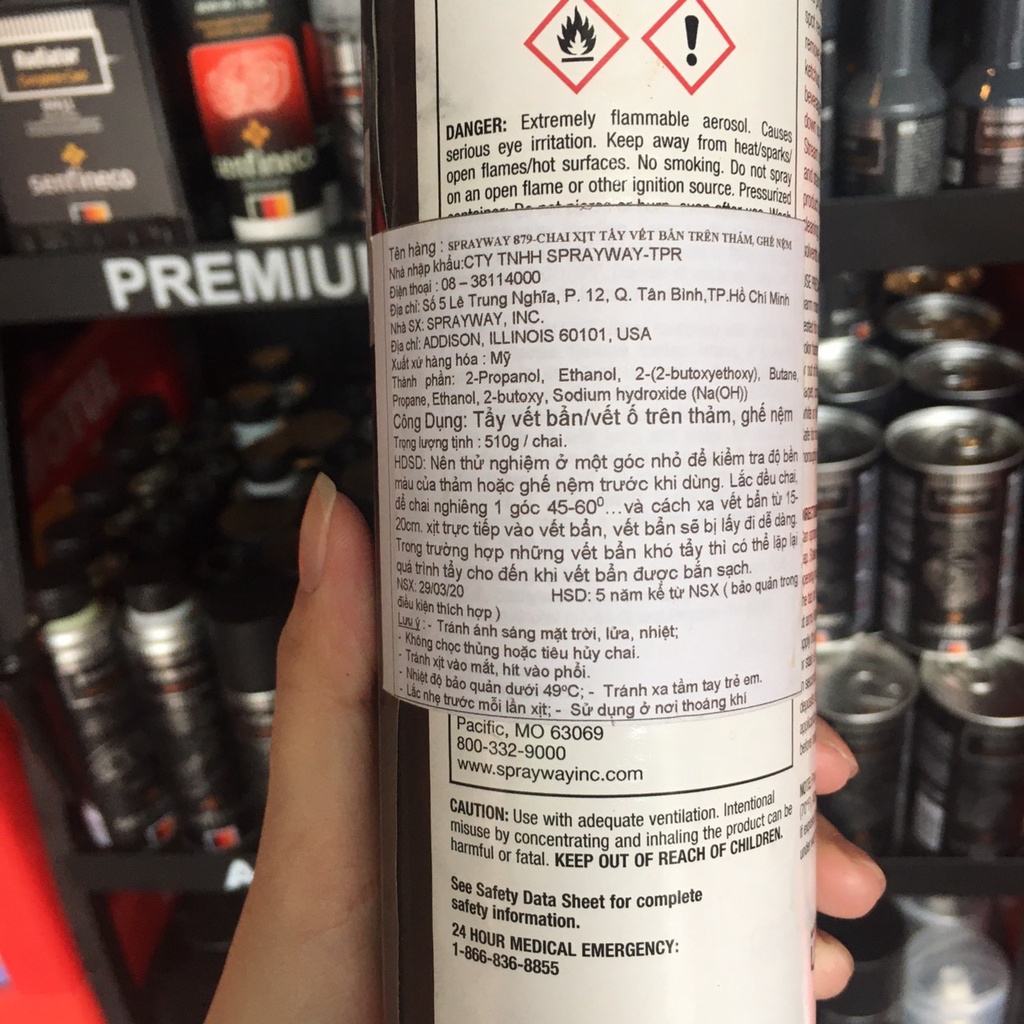 Radiator
senfineco
senfineco
PREMIU
DANGER: Extremely flammable aerosol. Causes
serious eye irritation. Keep away from heat/sparks/
open flames/hot surfaces. No smoking. Do not spray
on an open flame or other ignition source. Pressurized
Tên hàng : SPRAYWAY 879-CHAI XỊT TẨY VẾT BẨN TRÊN THẢM, GHẾ NỆM
Nhà nhập khẩu:CTY TNHH SPRAYWAY-TPR
Điện thoại : 08 – 38114000
Địa chỉ: Số 5 Lê Trung Nghĩa, P. 12, Q. Tân Bình,TP.Hồ Chí Minh
Nhà SX: SPRAYWAY, INC.
Địa chỉ: ADDISON, ILLINOIS 60101, USA
Xuất xứ hàng hóa : Mỹ
Thành phần: 2-Propanol, Ethanol, 2-(2-butoxyethoxy), Butane,
Propane, Ethanol, 2-butoxy, Sodium hydroxide (Na(OH))
Công Dụng: Tẩy vết bẩn/vết ố trên thảm, ghế nệm
Trọng lượng tịnh : 510g / chai.
HDSD: Nên thử nghiệm ở một góc nhỏ để kiểm tra độ bền
màu của thảm hoặc ghế nệm trước khi dùng. Lắc đều chai,
để chai nghiêng 1 góc 45-60⁰...và cách xa vết bẩn từ 15-
20cm. xịt trực tiếp vào vết bẩn, vết bẩn sẽ bị lấy đi dễ dàng.
Trong trường hợp những vết bẩn khó tẩy thì có thể lặp lại
quá trình tẩy cho đến khi vết bẩn được bắn sạch.
NSX: 29/03/20 HSD: 5 năm kể từ NSX ( bảo quản trong
điều kiện thích hợp )
Lưu ý : - Tránh ánh sáng mặt trời, lửa, nhiệt;
- Không chọc thủng hoặc tiêu hủy chai.
- Tránh xịt vào mắt, hít vào phổi.
- Nhiệt độ bảo quản dưới 49ºC; - Tránh xa tầm tay trẻ em.
- Lắc nhẹ trước mỗi lần xịt; - Sử dụng ở nơi thoáng khí
Pacific, MO 63069
800-332-9000
www.spraywayinc.com
CAUTION: Use with adequate ventilation. Intentional
misuse by concentrating and inhaling the product can be
harmful or fatal. KEEP OUT OF REACH OF CHILDREN.
See Safety Data Sheet for complete
safety information.
24 HOUR MEDICAL EMERGENCY:
1-866-836-8855